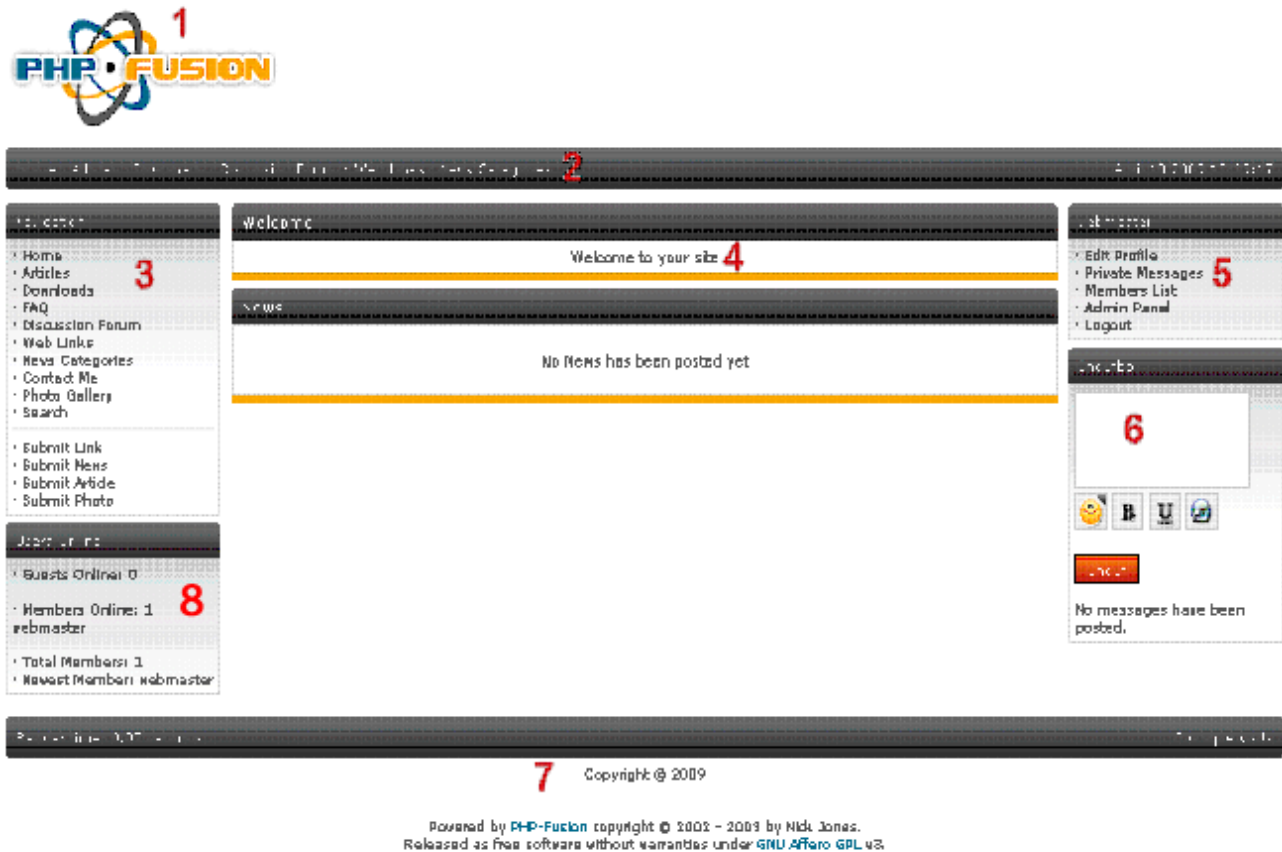 1
PHP·FUSION
2
Welcome
· Home
· Articles
· Downloads
· FAQ
· Discussion Forum
· Web Links
· News Categories
· Contact Me
· Photo Gallery
· Search
3
· Submit Link
· Submit News
· Submit Article
· Submit Photo
Users Online
· Guests Online: 0
· Members Online: 1
webmaster
8
· Total Members: 1
· Newest Member: webmaster
Welcome to your site
4
News
No News has been posted yet
· Edit Profile
· Private Messages
· Members List
· Admin Panel
· Logout
5
6
B U
No messages have been
posted.
7
Copyright @ 2009
Powered by PHP-Fusion copyright © 2002 - 2009 by Nick Jones.
Released as free software without warranties under GNU Affero GPL v3.